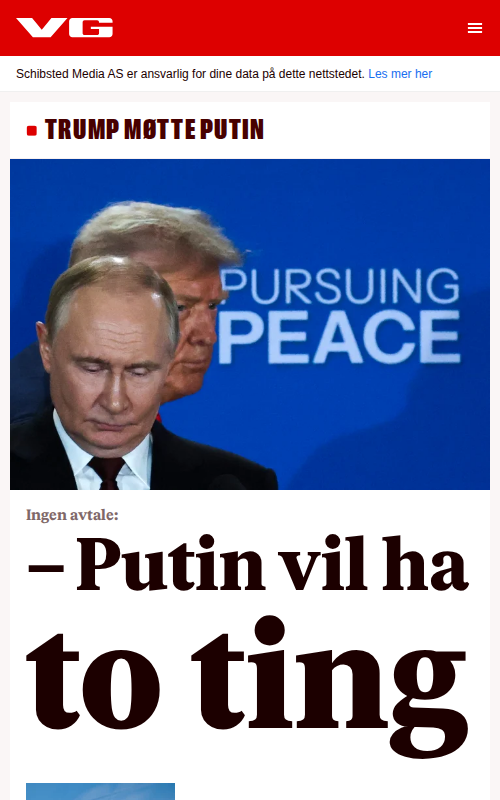 VG
Schibsted Media AS er ansvarlig for dine data på dette nettstedet. Les mer her
TRUMP MØTTE PUTIN
PURSUING
PEACE
Ingen avtale:
– Putin vil ha
to ting